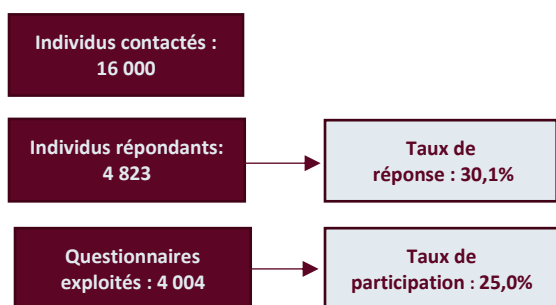 Individus contactés :
16 000
Individus répondants:
4 823
Taux de
réponse : 30,1%
Questionnaires
exploités : 4 004
Taux de
participation : 25,0%